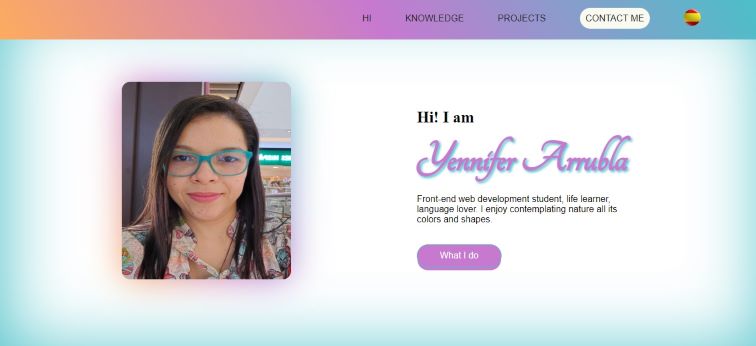 HI KNOWLEDGE PROJECTS CONTACT ME
Hi! I am
Yennifer Arrubla
Front-end web development student, life learner,
language lover. I enjoy contemplating nature all its
colors and shapes.
What I do